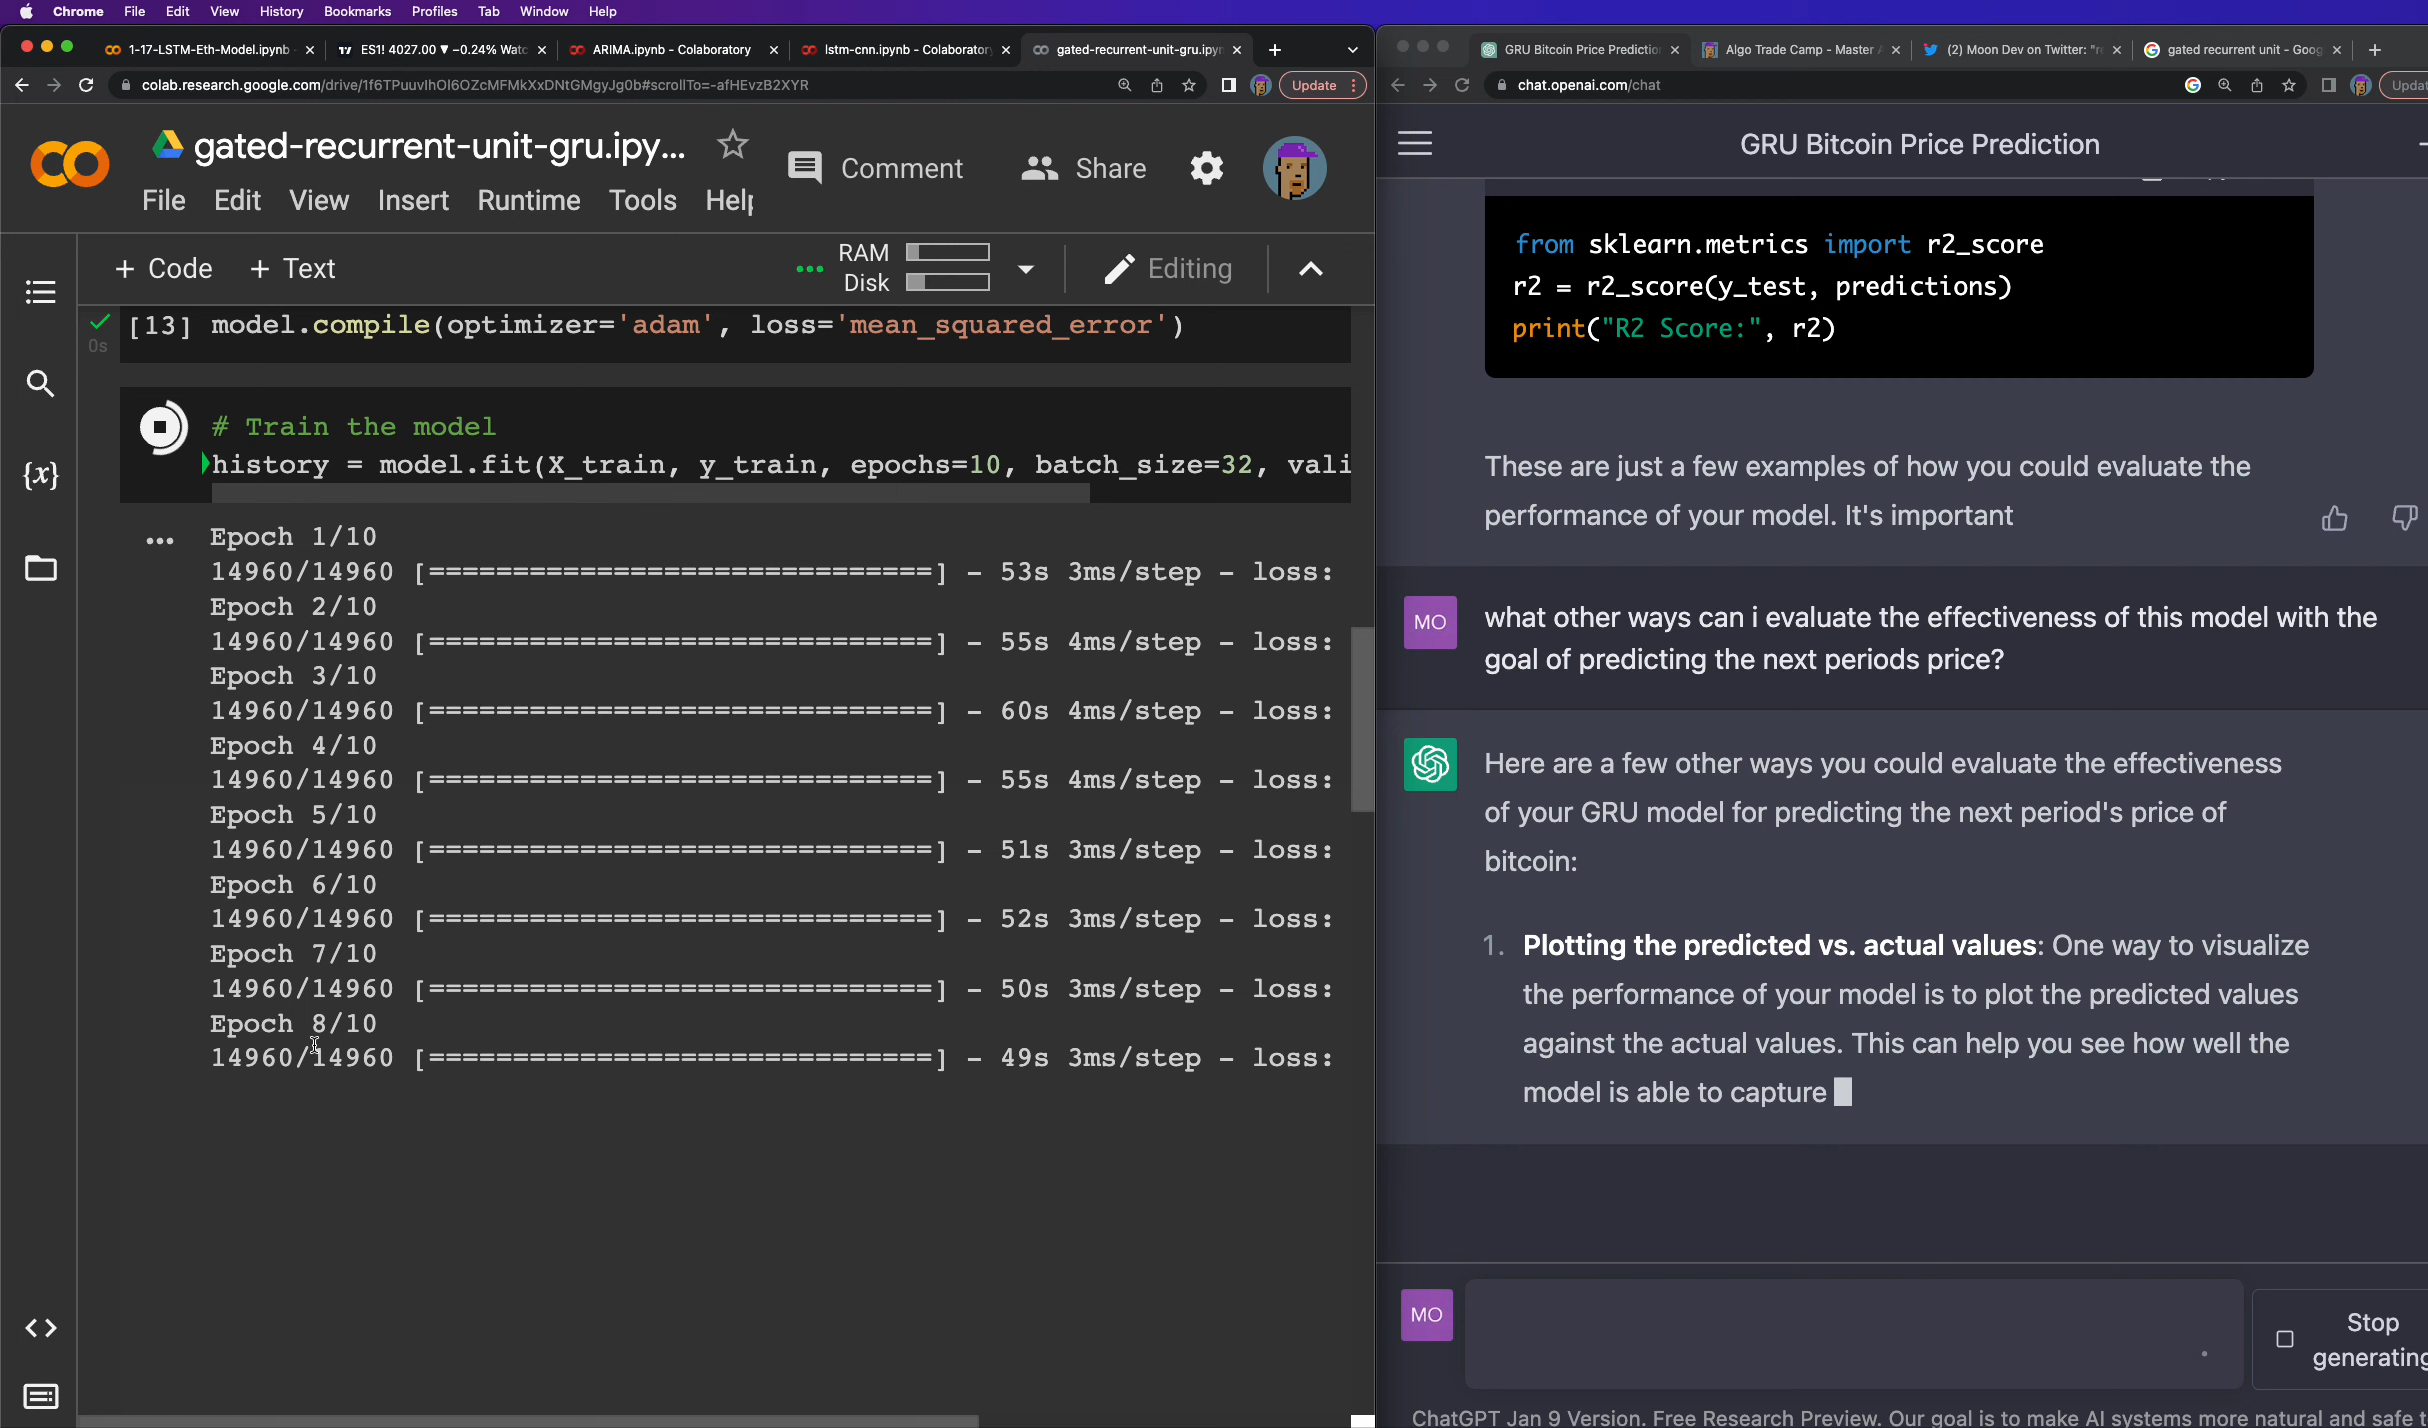 Chrome File Edit View History Bookmarks Profiles Tab Window Help
1-17-LSTM-Eth-Model.ipynb
ES1! 4027.00 ▼ −0.24% Watc
ARIMA.ipynb - Colaboratory
lstm-cnn.ipynb - Colaboratory
gated-recurrent-unit-gru.ipyn
colab.research.google.com/drive/1f6TPuuvIhOl6OZcMFMkXxDNtGMgyJg0b#scrollTo=-afHEvzB2XYR
Update
gated-recurrent-unit-gru.ipy...
Comment
Share
File Edit View Insert Runtime Tools Help
+ Code + Text
RAM
Disk
Editing
[13] model.compile(optimizer='adam', loss='mean_squared_error')
0s
# Train the model
history = model.fit(X_train, y_train, epochs=10, batch_size=32, vali
{x}
Epoch 1/10
14960/14960 [==============================] - 53s 3ms/step - loss:
Epoch 2/10
14960/14960 [==============================] - 55s 4ms/step - loss:
Epoch 3/10
14960/14960 [==============================] - 60s 4ms/step - loss:
Epoch 4/10
14960/14960 [==============================] - 55s 4ms/step - loss:
Epoch 5/10
14960/14960 [==============================] - 51s 3ms/step - loss:
Epoch 6/10
14960/14960 [==============================] - 52s 3ms/step - loss:
Epoch 7/10
14960/14960 [==============================] - 50s 3ms/step - loss:
Epoch 8/10
14960/14960 [==============================] - 49s 3ms/step - loss:
GRU Bitcoin Price Prediction
Algo Trade Camp - Master A
(2) Moon Dev on Twitter: "re
gated recurrent unit - Goog
chat.openai.com/chat
Updat
GRU Bitcoin Price Prediction
from sklearn.metrics import r2_score
r2 = r2_score(y_test, predictions)
print("R2 Score:", r2)
These are just a few examples of how you could evaluate the
performance of your model. It's important
MO
what other ways can i evaluate the effectiveness of this model with the
goal of predicting the next periods price?
Here are a few other ways you could evaluate the effectiveness
of your GRU model for predicting the next period's price of
bitcoin:
1. Plotting the predicted vs. actual values: One way to visualize
the performance of your model is to plot the predicted values
against the actual values. This can help you see how well the
model is able to capture
MO
Stop
generating
ChatGPT Jan 9 Version. Free Research Preview. Our goal is to make AI systems more natural and safe t